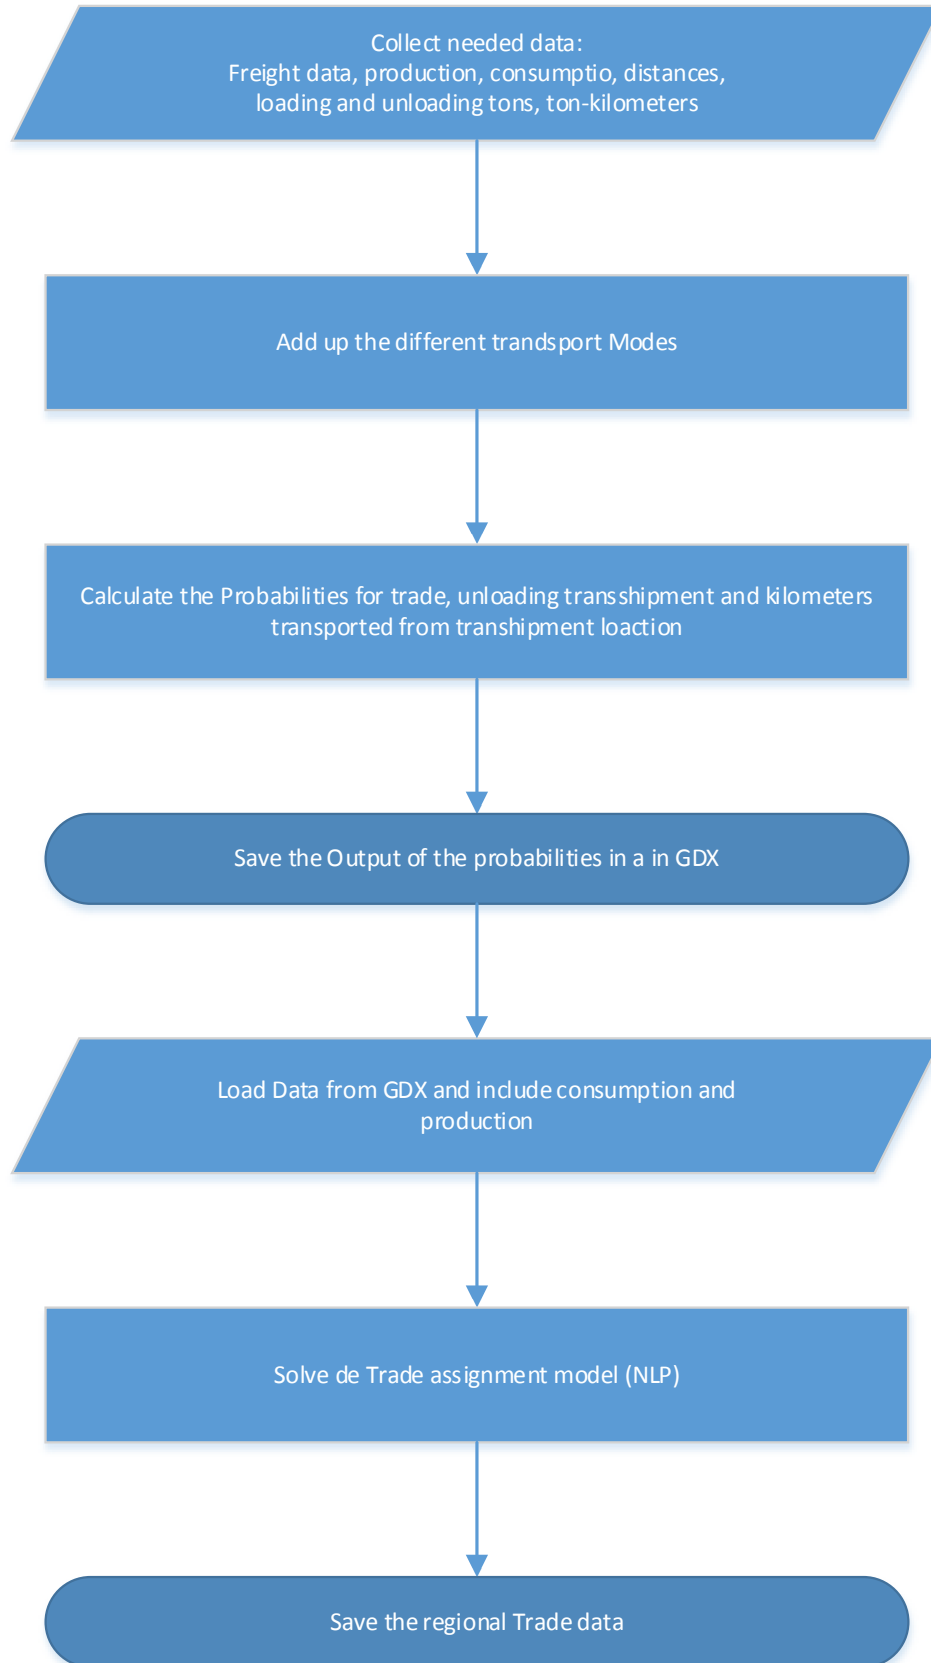 Collect needed data:
Freight data, production, consumptio, distances,
loading and unloading tons, ton-kilometers
Add up the different trandsport Modes
Calculate the Probabilities for trade, unloading transshipment and kilometers
transported from transhipment loaction
Save the Output of the probabilities in a in GDX
Load Data from GDX and include consumption and
production
Solve de Trade assignment model (NLP)
Save the regional Trade data